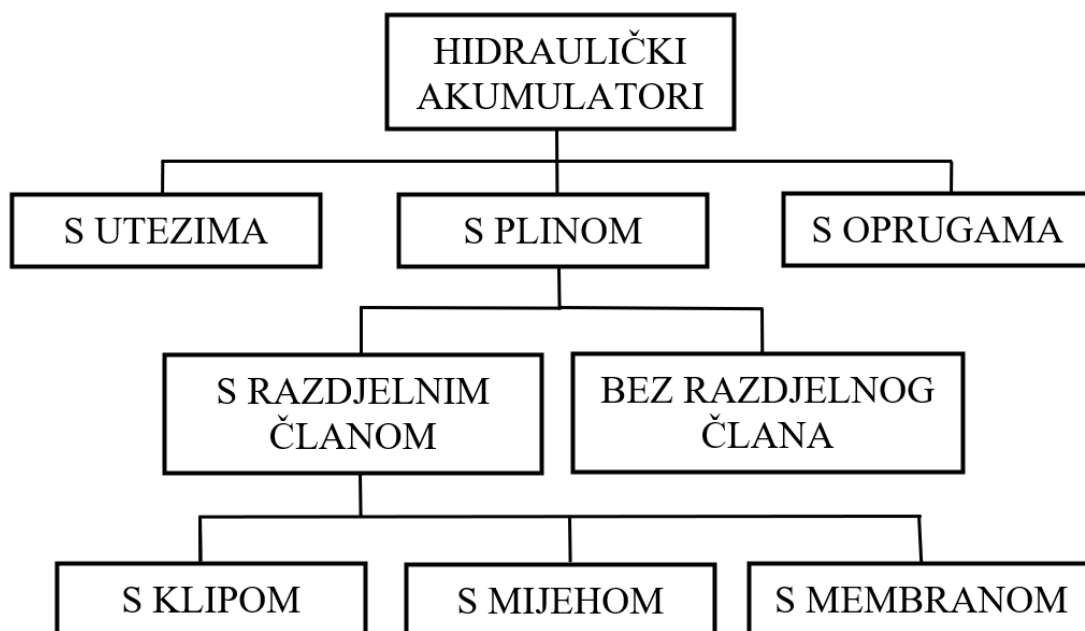 HIDRAULIČKI
AKUMULATORI
S UTEZIMA
S PLINOM
S OPRUGAMA
S RAZDJELNIM
ČLANOM
BEZ RAZDJELNOG
ČLANA
S KLIPOM
S MIJEHOM
S MEMBRANOM